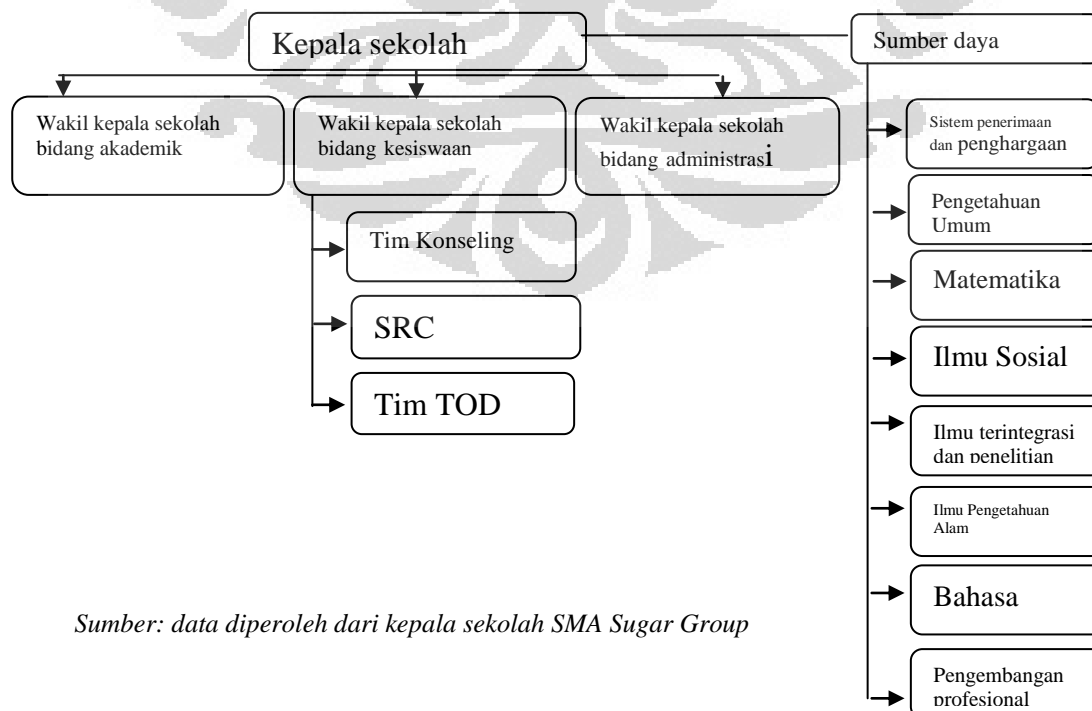 Kepala sekolah
Sumber daya
Wakil kepala sekolah
bidang akademik
Wakil kepala sekolah
bidang kesiswaan
Wakil kepala sekolah
bidang administrasi
Tim Konseling
SRC
Tim TOD
Sistem penerimaan
dan penghargaan
Pengetahuan
Umum
Matematika
Ilmu Sosial
Ilmu terintegrasi
dan penelitian
Ilmu Pengetahuan
Alam
Bahasa
Pengembangan
profesional
Sumber: data diperoleh dari kepala sekolah SMA Sugar Group